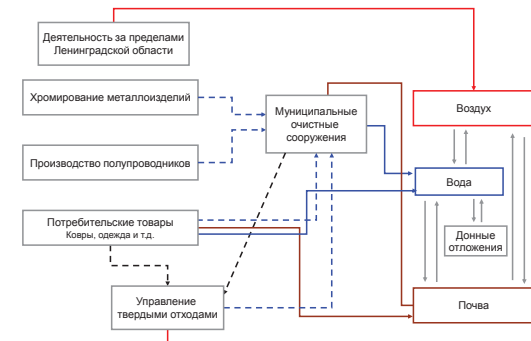 Деятельность за пределами
Ленинградской области
Хромирование металлоизделий
Муниципальные
очистные
сооружения
Воздух
Производство полупроводников
Вода
Потребительские товары
Ковры, одежда и т.д.
Донные
отложения
Управление
твердыми отходами
Почва